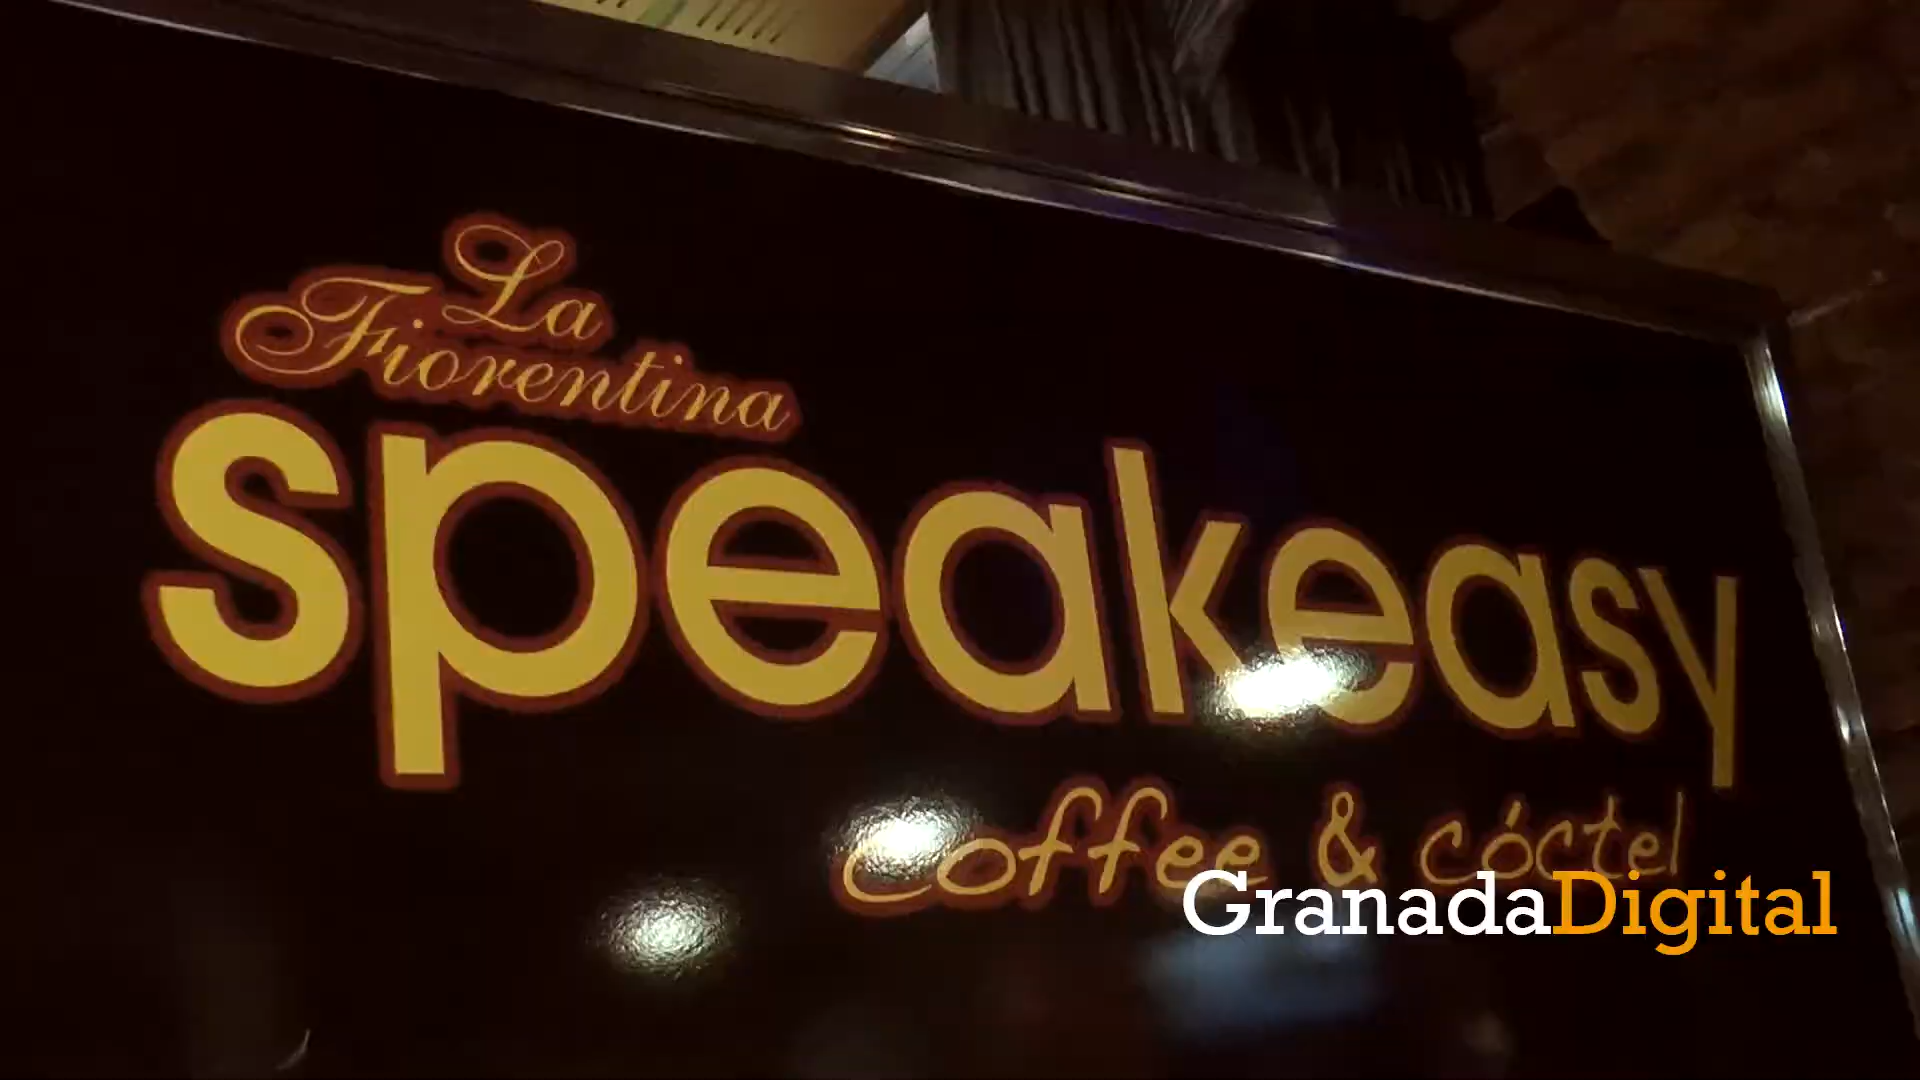 La
Fiorentina
speakeasy
coffee & cóctel
GranadaDigital